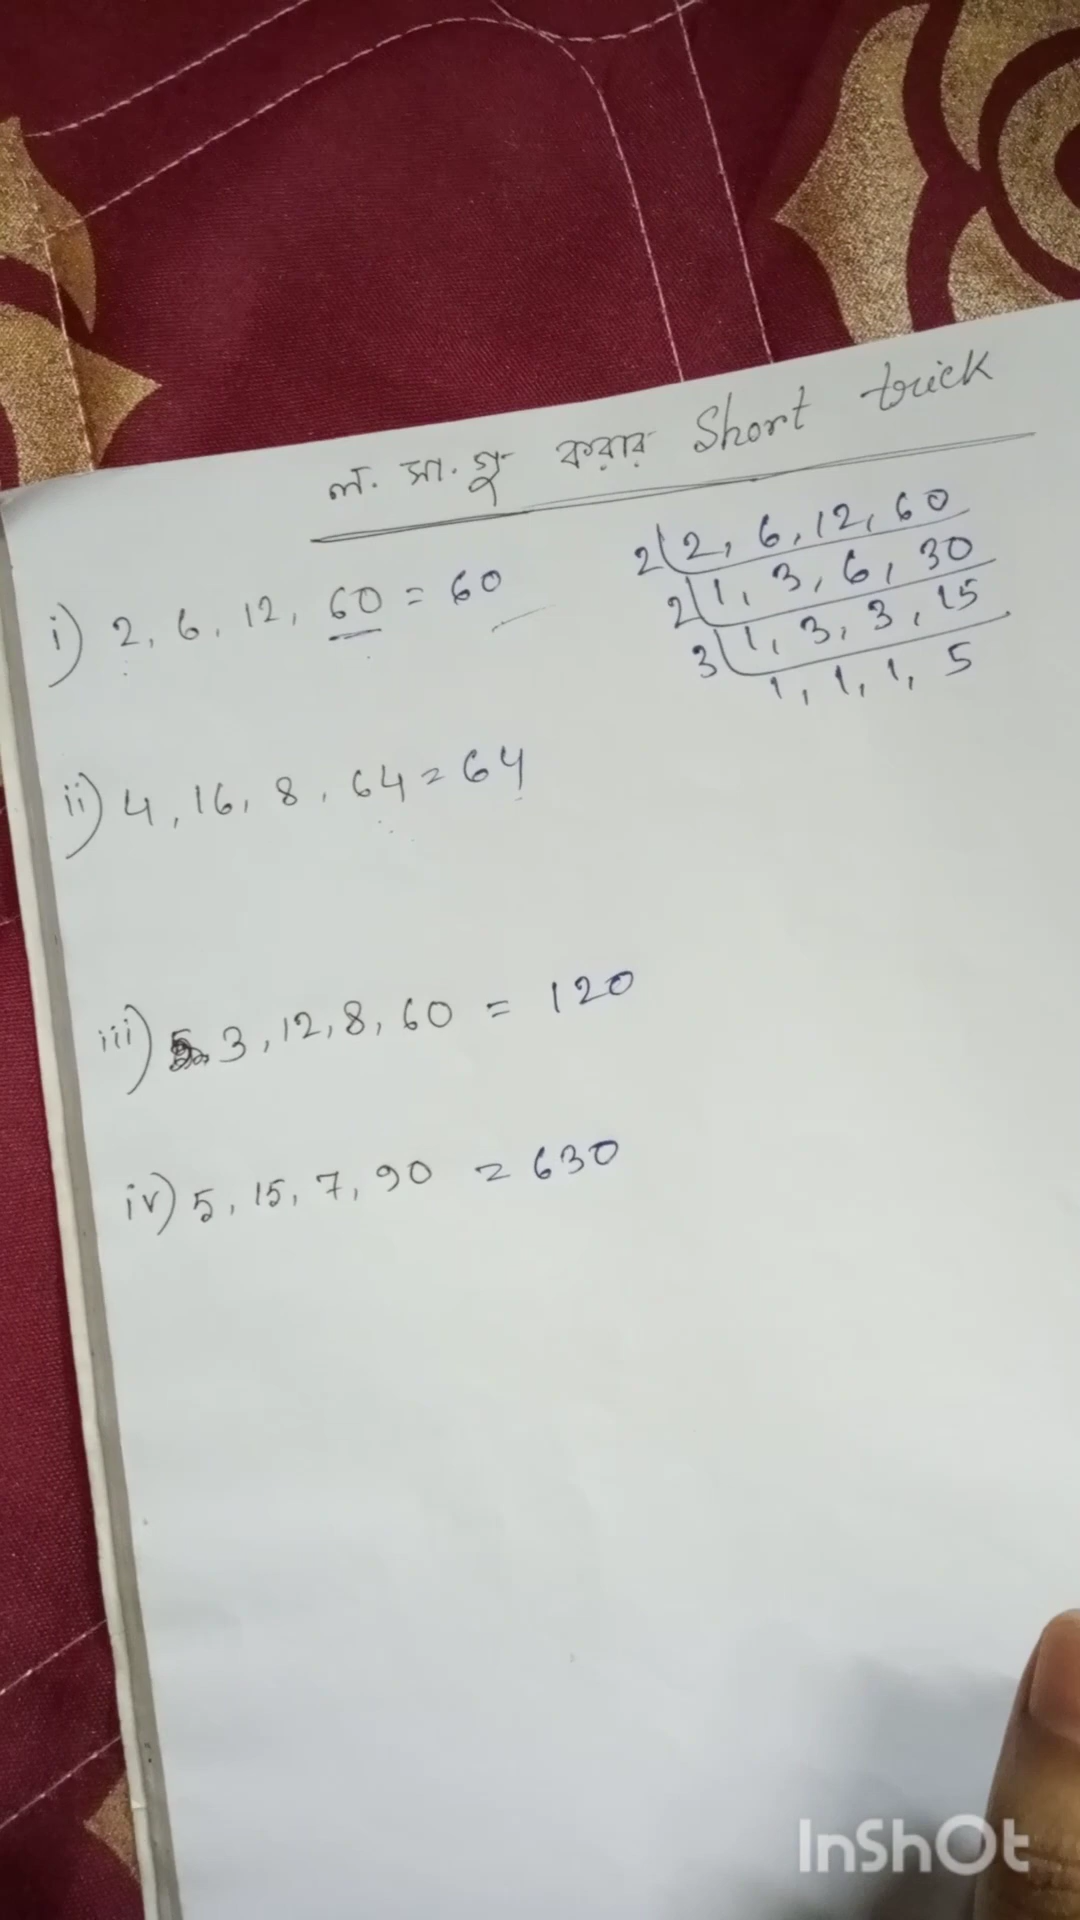 ল. সা. গু করার Short trick
i) 2, 6, 12, 60 = 60
2 2, 6, 12, 60
2 1, 3, 6, 30
3 1, 3, 3, 15
1, 1, 1, 5
ii) 4, 16, 8, 64 = 64
iii) 3, 12, 8, 60 = 120
iv) 5, 15, 7, 90 = 630
InShOt